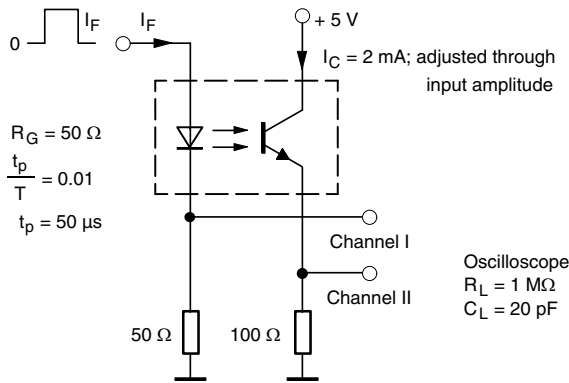 I_F
0
I_F
+ 5 V
I_C = 2 mA; adjusted through
input amplitude
R_G = 50 Ω
t_p
T
= 0.01
t_p = 50 µs
Channel I
Channel II
50 Ω
100 Ω
Oscilloscope
R_L = 1 MΩ
C_L = 20 pF